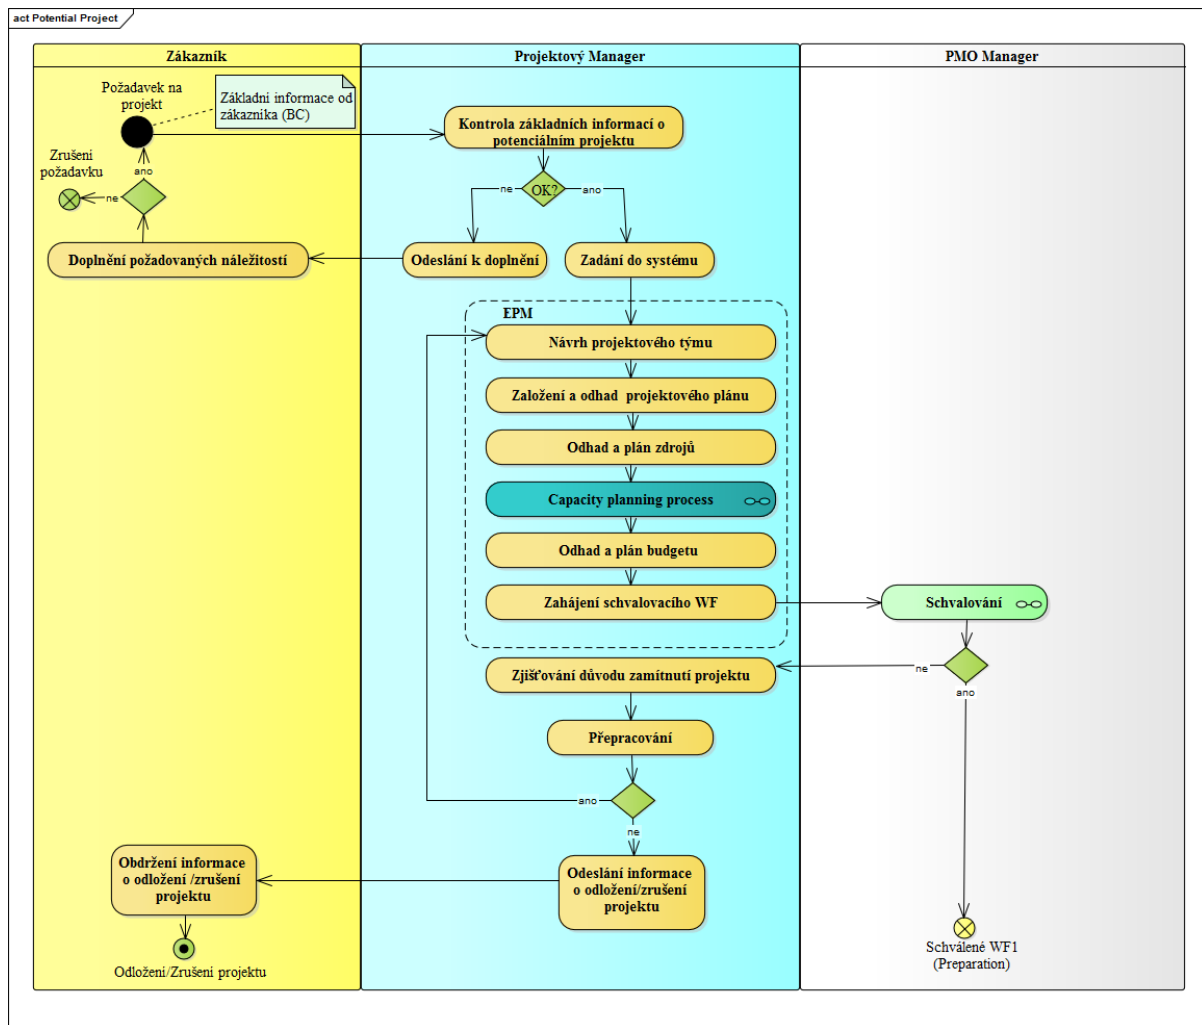 act Potential Project
Zákazník
Projektový Manager
PMO Manager
Požadavek na
projekt
Základni informace od
zákaznika (BC)
Kontrola základních informací o
potenciálním projektu
Zrušeni
požadavku
ano
ne
ne
OK?
ano
Doplnění požadovaných náležitostí
Odeslání k doplnění
Zadání do systému
EPM
Návrh projektového týmu
Založení a odhad projektového plánu
Odhad a plán zdrojů
Capacity planning process
Odhad a plán budgetu
Zahájení schvalovacího WF
Schvalování
Zjišťování důvodu zamítnutí projektu
ne
ano
Přepracování
ano
ne
Obdržení informace
o odložení /zrušení
projektu
Odeslání informace
o odložení/zrušení
projektu
Odloženi/Zrušeni projektu
Schválené WF1
(Preparation)